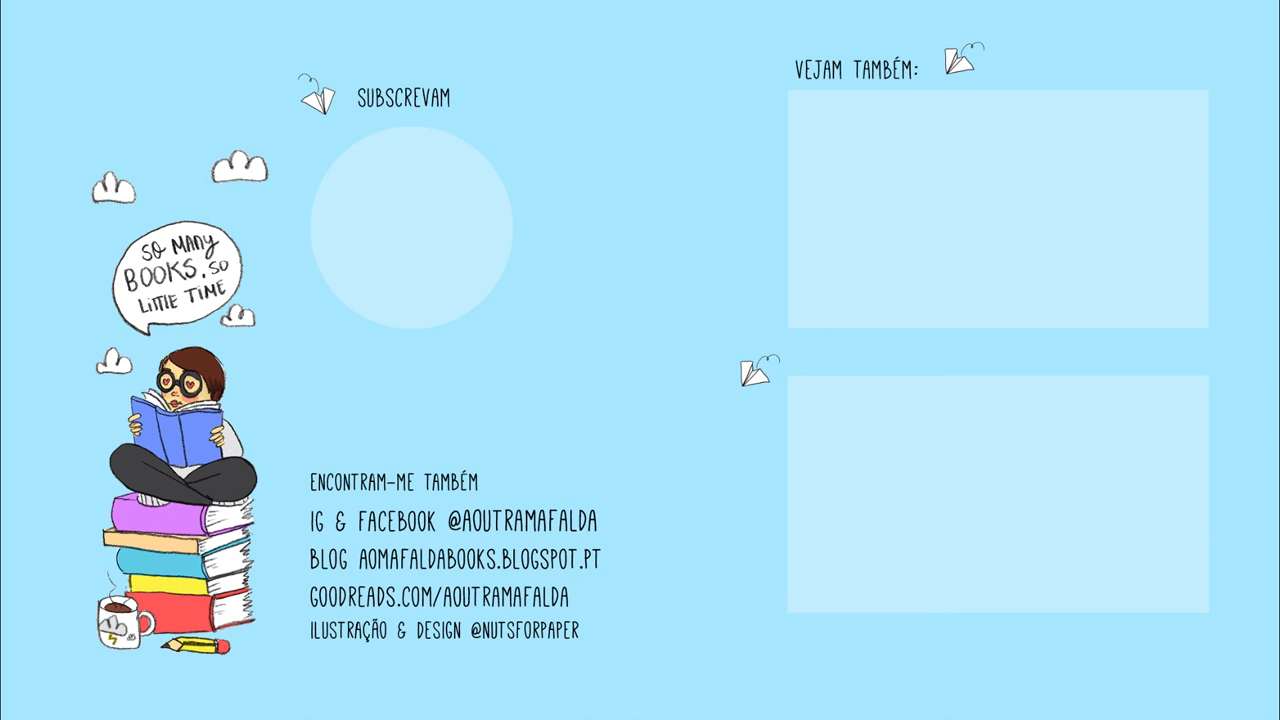 VEJAM TAMBÉM:
SUBSCREVAM
SO MANY
BOOKS, SO
LITTLE TIME
ENCONTRAM-ME TAMBÉM
IG & FACEBOOK @AOUTRAMAFALDA
BLOG AOMAFALDABOOKS.BLOGSPOT.PT
GOODREADS.COM/AOUTRAMAFALDA
ILUSTRAÇÃO & DESIGN @NUTSFORPAPER